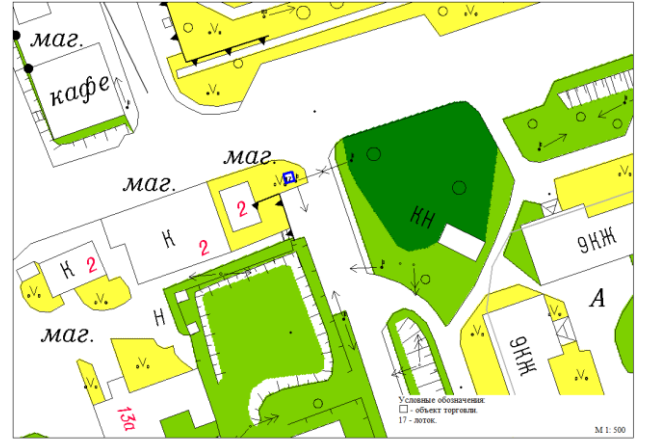 маг.
кафе
маг.
маг.
2
К
2
КН
К
2
9КЖ
А
Н
маг.
9КЖ
13а
Условные обозначения:
- объект торговли.
17 - лоток.
М 1: 500